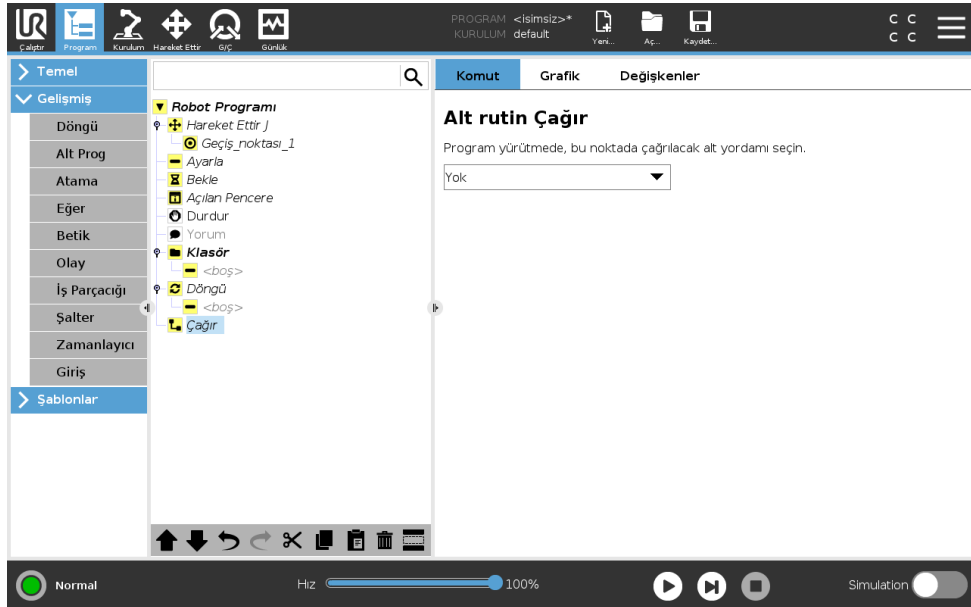 PROGRAM <isimsiz>*
KURULUM default
Çalıştır
Program
Kurulum
Hareket Ettir
G/Ç
Günlük
Yeni...
Aç...
Kaydet...
C C
C C
Temel
Gelişmiş
Döngü
Alt Prog
Atama
Eğer
Betik
Olay
İş Parçacığı
Şalter
Zamanlayıcı
Giriş
Şablonlar
Robot Programı
Hareket Ettir J
Geçiş_noktası_1
Ayarla
Bekle
Açılan Pencere
Durdur
Yorum
Klasör
<boş>
Döngü
<boş>
Çağır
Komut
Grafik
Değişkenler
Alt rutin Çağır
Program yürütmede, bu noktada çağrılacak alt yordamı seçin.
Yok
Normal
Hız
100%
Simulation